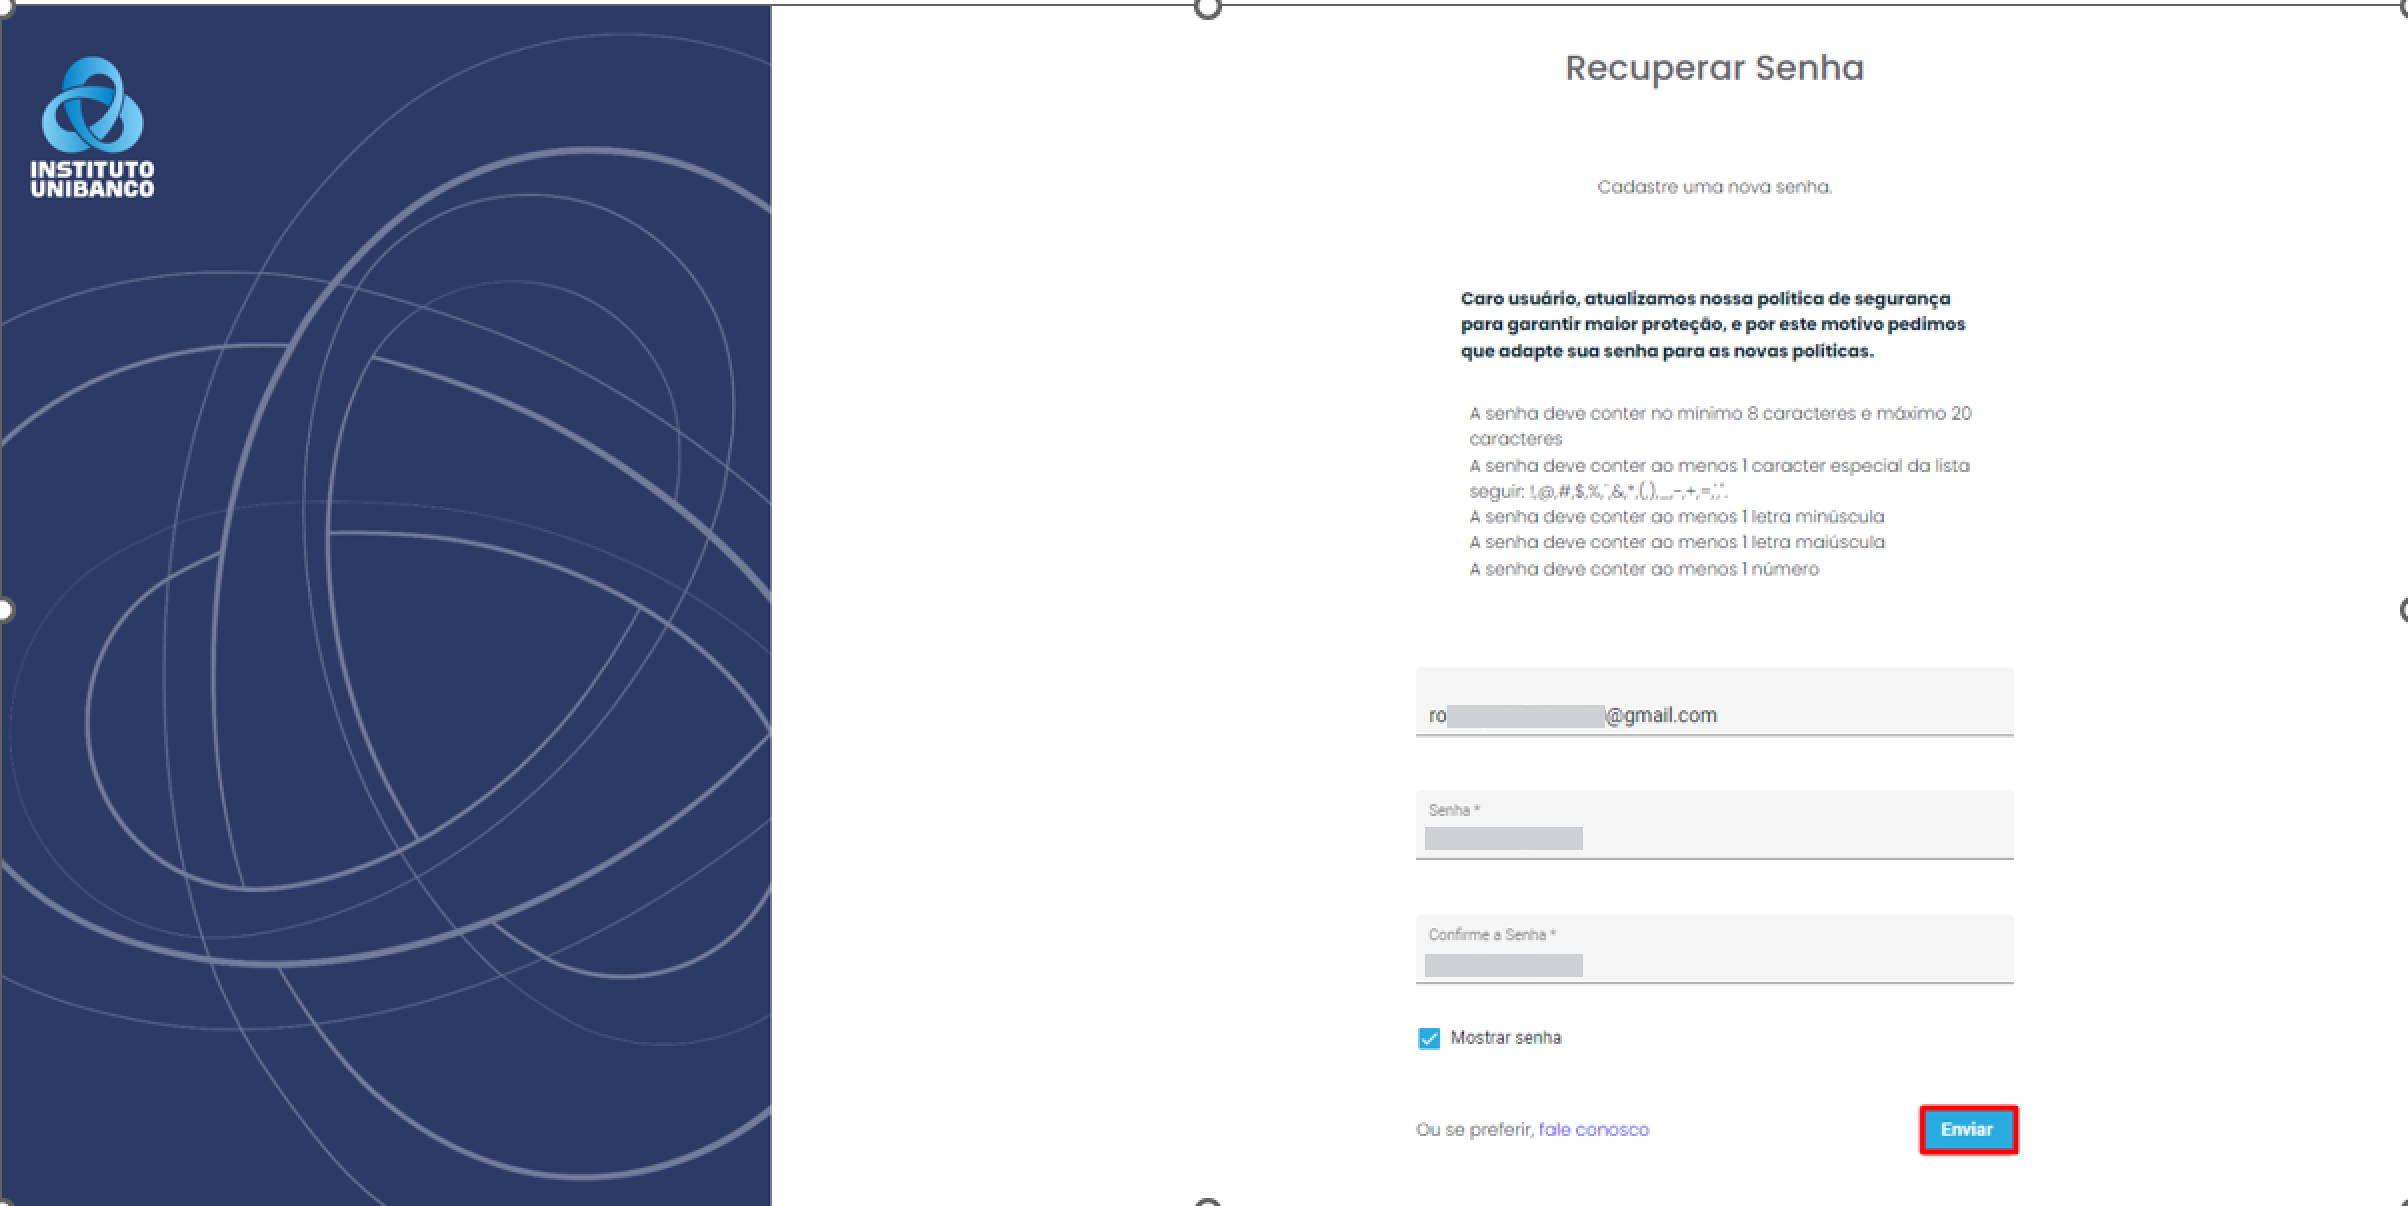 INSTITUTO
UNIBANCO
Recuperar Senha
Cadastre uma nova senha.
Caro usuário, atualizamos nossa política de segurança
para garantir maior proteção, e por este motivo pedimos
que adapte sua senha para as novas políticas.
A senha deve conter no mínimo 8 caracteres e máximo 20
caracteres
A senha deve conter ao menos 1 caracter especial da lista
seguir: !,@,#,$,%,¨,&,*,(,),_,-,+,=,
A senha deve conter ao menos 1 letra minúscula
A senha deve conter ao menos 1 letra maiúscula
A senha deve conter ao menos 1 número
ro @gmail.com
Senha *
Confirme a Senha *
Mostrar senha
Ou se preferir, fale conosco
Enviar